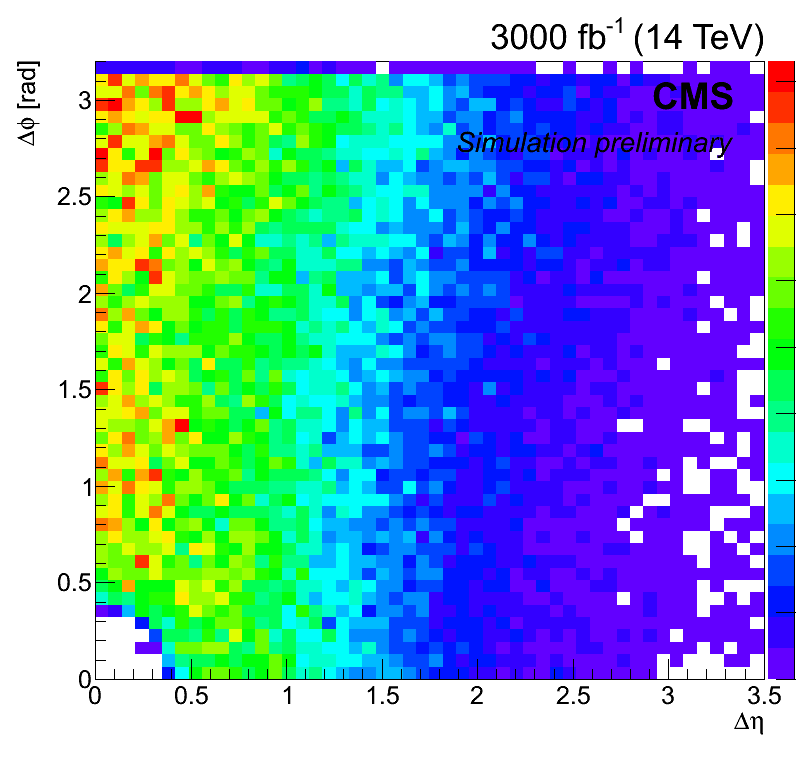 3000 fb-1 (14 TeV)
Δϕ [rad]
CMS
Simulation preliminary
3
2.5
2
1.5
1
0.5
0
0 0.5 1 1.5 2 2.5 3 3.5
Δη